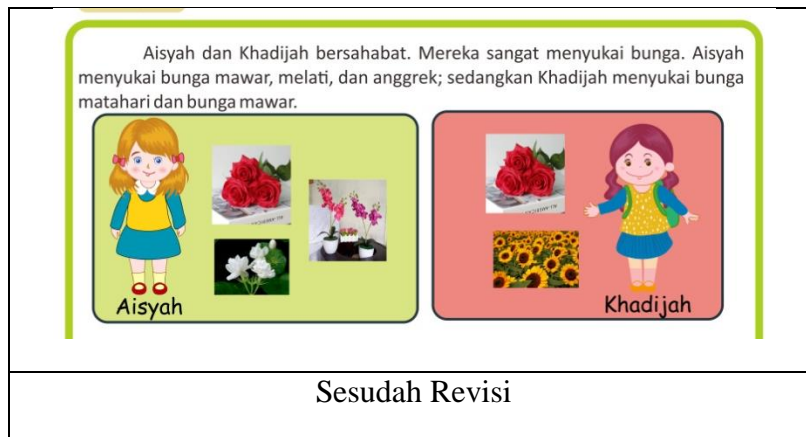 Aisyah dan Khadijah bersahabat. Mereka sangat menyukai bunga. Aisyah
menyukai bunga mawar, melati, dan anggrek; sedangkan Khadijah menyukai bunga
matahari dan bunga mawar.
Aisyah
Khadijah
Sesudah Revisi